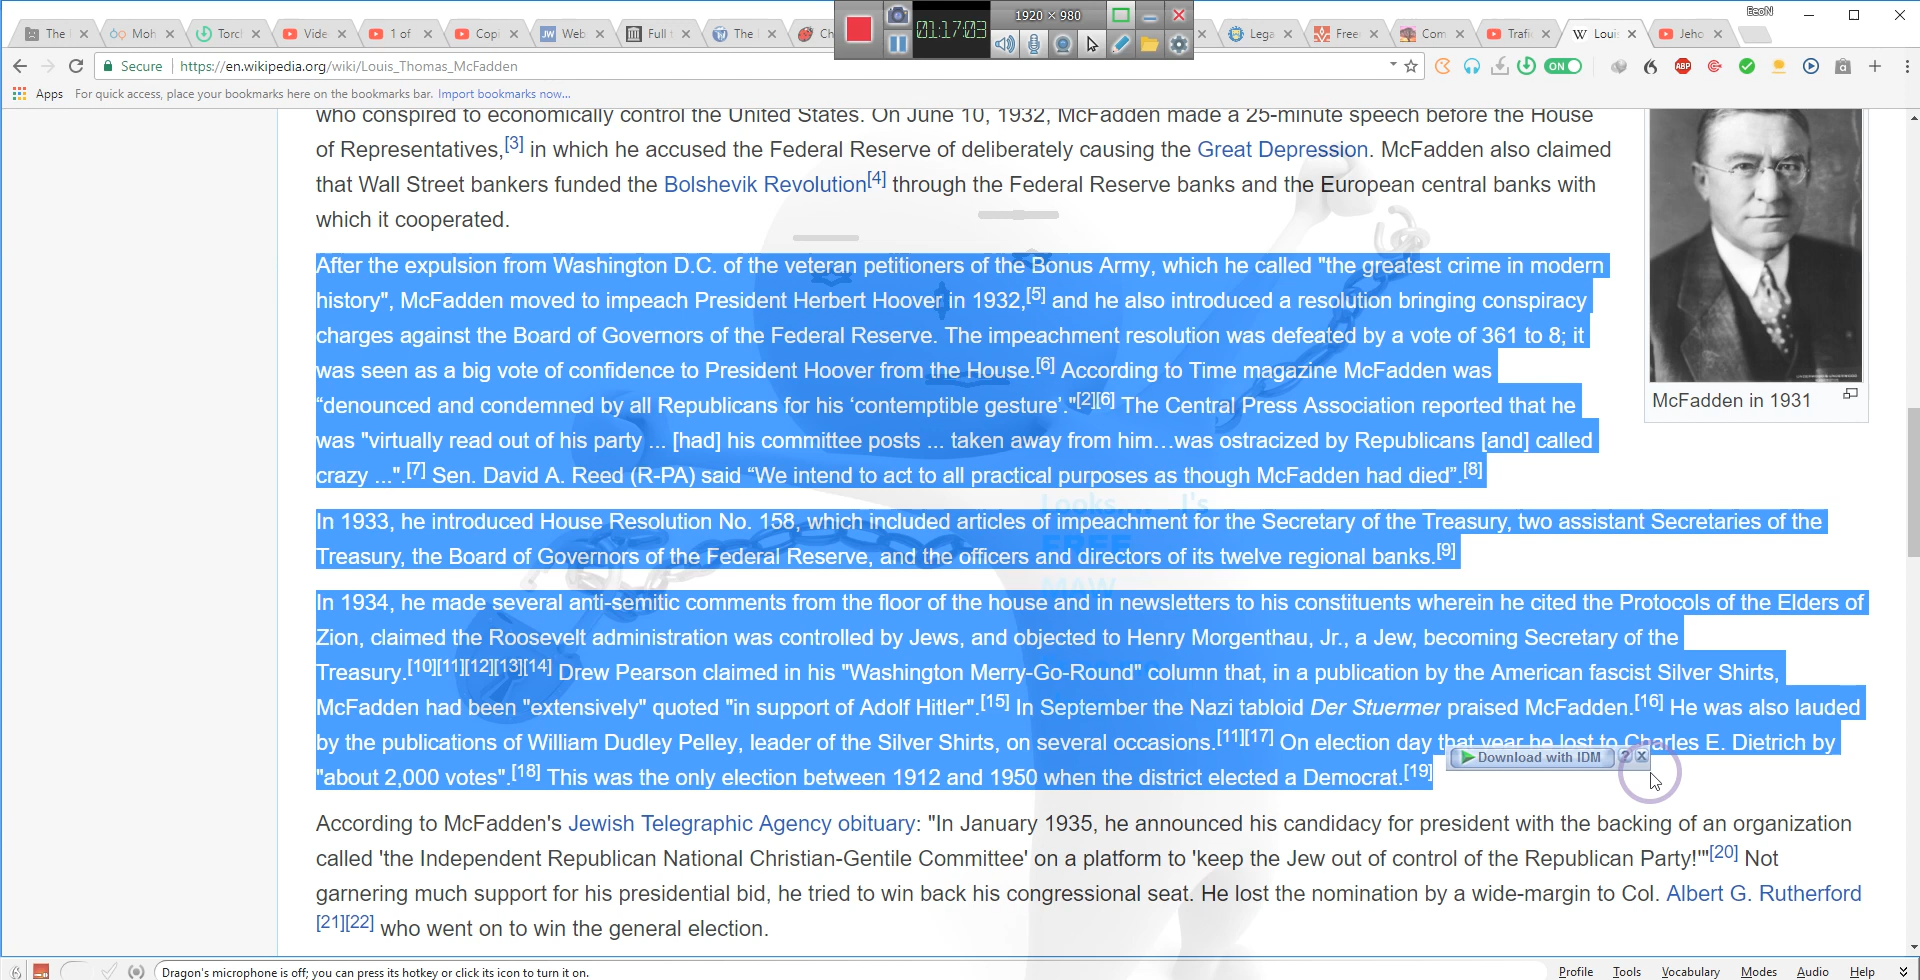 EeoN
01:17:03
1920 × 980
The
Moh
Torc
Vide
1 of
Copi
Web
Full t
The
Ch
Lega
Free
Com
Trafi
Loui
Jeho
Secure https://en.wikipedia.org/wiki/Louis_Thomas_McFadden
ON
ABP
Apps For quick access, place your bookmarks here on the bookmarks bar. Import bookmarks now...
who conspired to economically control the United States. On June 10, 1932, McFadden made a 25-minute speech before the House
of Representatives,[3] in which he accused the Federal Reserve of deliberately causing the Great Depression. McFadden also claimed
that Wall Street bankers funded the Bolshevik Revolution[4] through the Federal Reserve banks and the European central banks with
which it cooperated.
After the expulsion from Washington D.C. of the veteran petitioners of the Bonus Army, which he called "the greatest crime in modern
history", McFadden moved to impeach President Herbert Hoover in 1932,[5] and he also introduced a resolution bringing conspiracy
charges against the Board of Governors of the Federal Reserve. The impeachment resolution was defeated by a vote of 361 to 8; it
was seen as a big vote of confidence to President Hoover from the House.[6] According to Time magazine McFadden was
“denounced and condemned by all Republicans for his ‘contemptible gesture’."[2][6] The Central Press Association reported that he
was "virtually read out of his party ... [had] his committee posts ... taken away from him…was ostracized by Republicans [and] called
crazy ...".[7] Sen. David A. Reed (R-PA) said “We intend to act to all practical purposes as though McFadden had died”.[8]
McFadden in 1931
In 1933, he introduced House Resolution No. 158, which included articles of impeachment for the Secretary of the Treasury, two assistant Secretaries of the
Treasury, the Board of Governors of the Federal Reserve, and the officers and directors of its twelve regional banks.[9]
In 1934, he made several anti-semitic comments from the floor of the house and in newsletters to his constituents wherein he cited the Protocols of the Elders of
Zion, claimed the Roosevelt administration was controlled by Jews, and objected to Henry Morgenthau, Jr., a Jew, becoming Secretary of the
Treasury.[10][11][12][13][14] Drew Pearson claimed in his "Washington Merry-Go-Round" column that, in a publication by the American fascist Silver Shirts,
McFadden had been "extensively" quoted "in support of Adolf Hitler".[15] In September the Nazi tabloid Der Stuermer praised McFadden.[16] He was also lauded
by the publications of William Dudley Pelley, leader of the Silver Shirts, on several occasions.[11][17] On election day that year he lost to Charles E. Dietrich by
"about 2,000 votes".[18] This was the only election between 1912 and 1950 when the district elected a Democrat.[19]
Download with IDM ?
According to McFadden's Jewish Telegraphic Agency obituary: "In January 1935, he announced his candidacy for president with the backing of an organization
called 'the Independent Republican National Christian-Gentile Committee' on a platform to 'keep the Jew out of control of the Republican Party!'"[20] Not
garnering much support for his presidential bid, he tried to win back his congressional seat. He lost the nomination by a wide-margin to Col. Albert G. Rutherford
[21][22] who went on to win the general election.
Looks
FREE
MAW
Dragon's microphone is off; you can press its hotkey or click its icon to turn it on.
Profile Tools Vocabulary Modes Audio Help